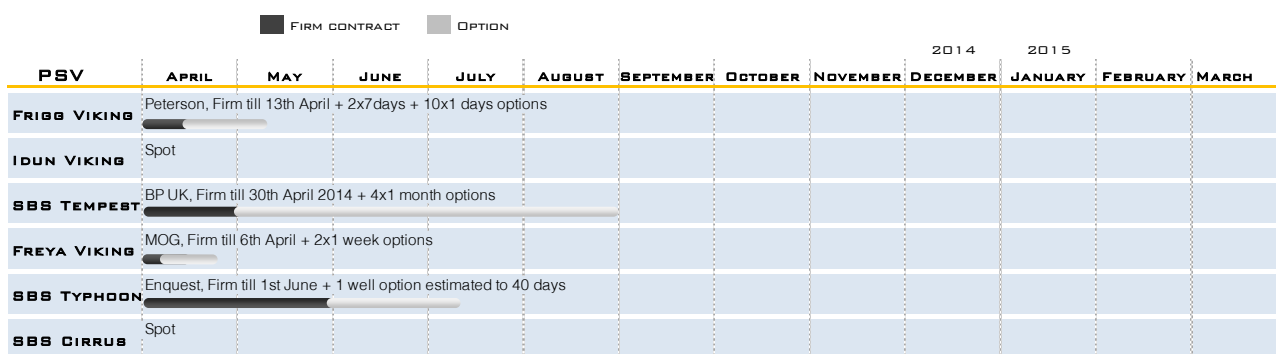 FIRM CONTRACT OPTION
2014 2015
PSV APRIL MAY JUNE JULY AUGUST SEPTEMBER OCTOBER NOVEMBER DECEMBER JANUARY FEBRUARY MARCH
FRIGG VIKING Peterson, Firm till 13th April + 2x7days + 10x1 days options
IDUN VIKING Spot
SBS TEMPEST BP UK, Firm till 30th April 2014 + 4x1 month options
FREYA VIKING MOG, Firm till 6th April + 2x1 week options
SBS TYPHOON Enquest, Firm till 1st June + 1 well option estimated to 40 days
SBS CIRRUS Spot